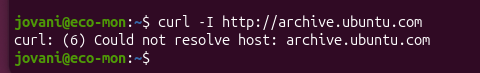 jovani@eco-mon:~$ curl -I http://archive.ubuntu.com
curl: (6) Could not resolve host: archive.ubuntu.com
jovani@eco-mon:~$